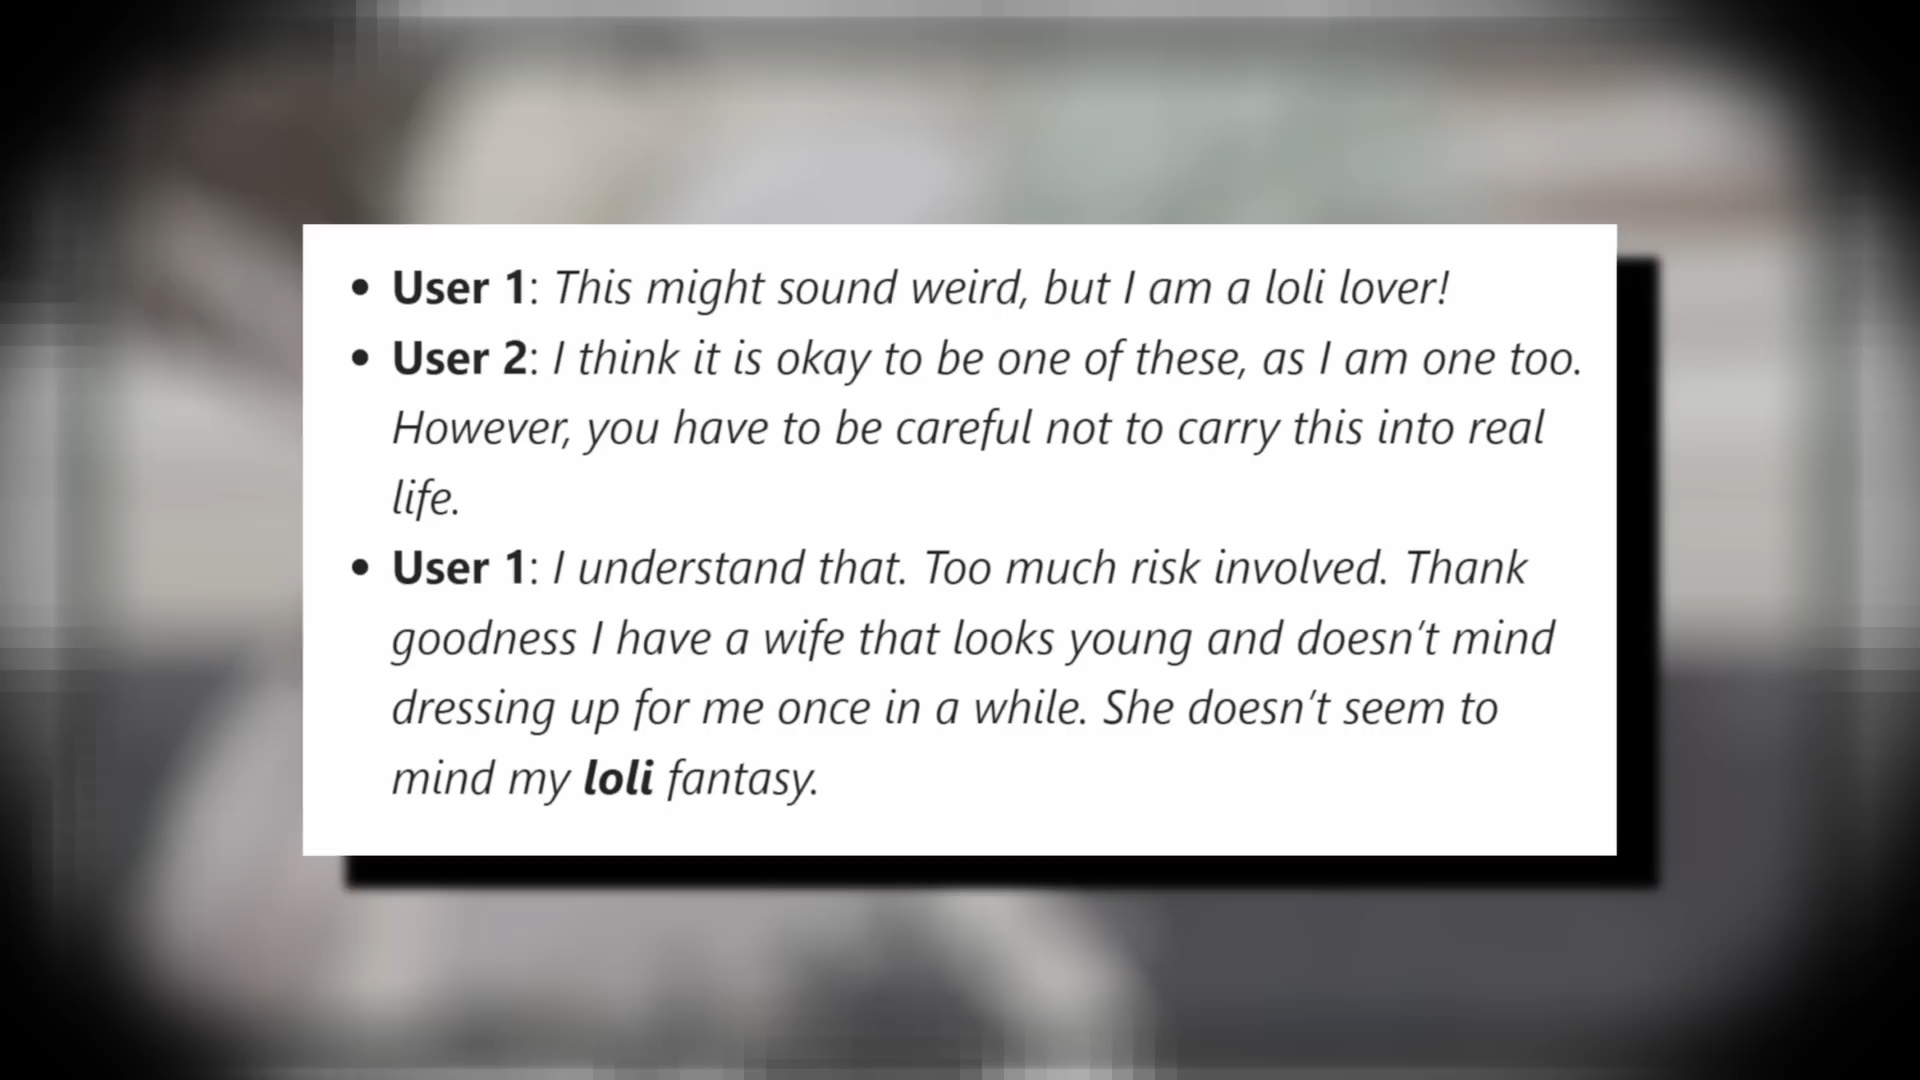 • User 1: This might sound weird, but I am a loli lover!
• User 2: I think it is okay to be one of these, as I am one too.
However, you have to be careful not to carry this into real
life.
• User 1: I understand that. Too much risk involved. Thank
goodness I have a wife that looks young and doesn’t mind
dressing up for me once in a while. She doesn’t seem to
mind my loli fantasy.